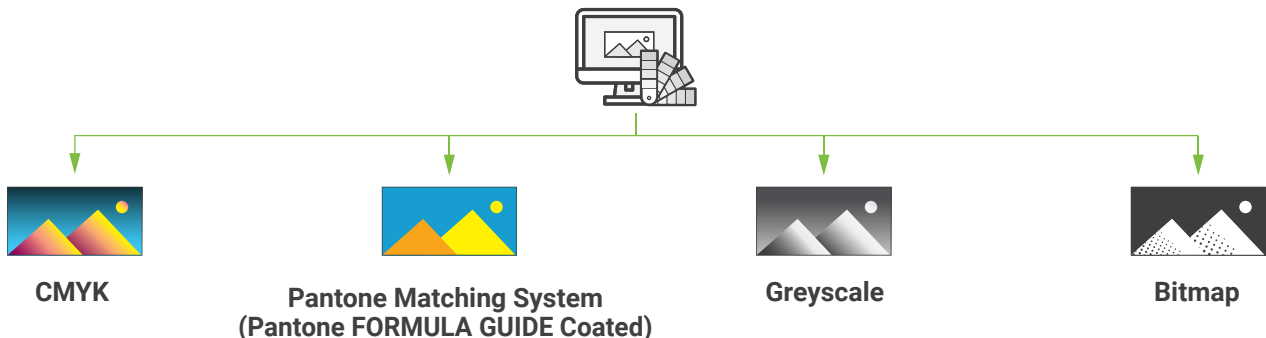 CMYK
Pantone Matching System
(Pantone FORMULA GUIDE Coated)
Greyscale
Bitmap